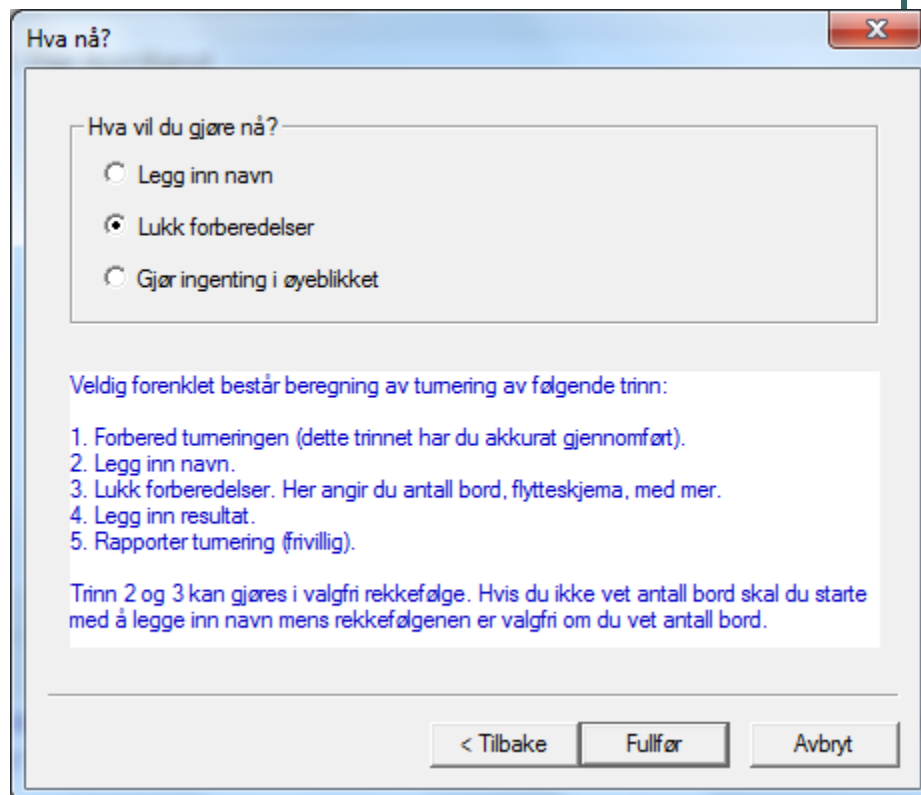 Hva nå?
Hva vil du gjøre nå?
Legg inn navn
Lukk forberedelser
Gjør ingenting i øyeblikket
Veldig forenklet består beregning av turnering av følgende trinn:
1. Forbered turneringen (dette trinnet har du akkurat gjennomført).
2. Legg inn navn.
3. Lukk forberedelser. Her angir du antall bord, flytteskjema, med mer.
4. Legg inn resultat.
5. Rapporter turnering (frivillig).
Trinn 2 og 3 kan gjøres i valgfri rekkefølge. Hvis du ikke vet antall bord skal du starte
med å legge inn navn mens rekkefølgenen er valgfri om du vet antall bord.
< Tilbake
Fullfør
Avbryt